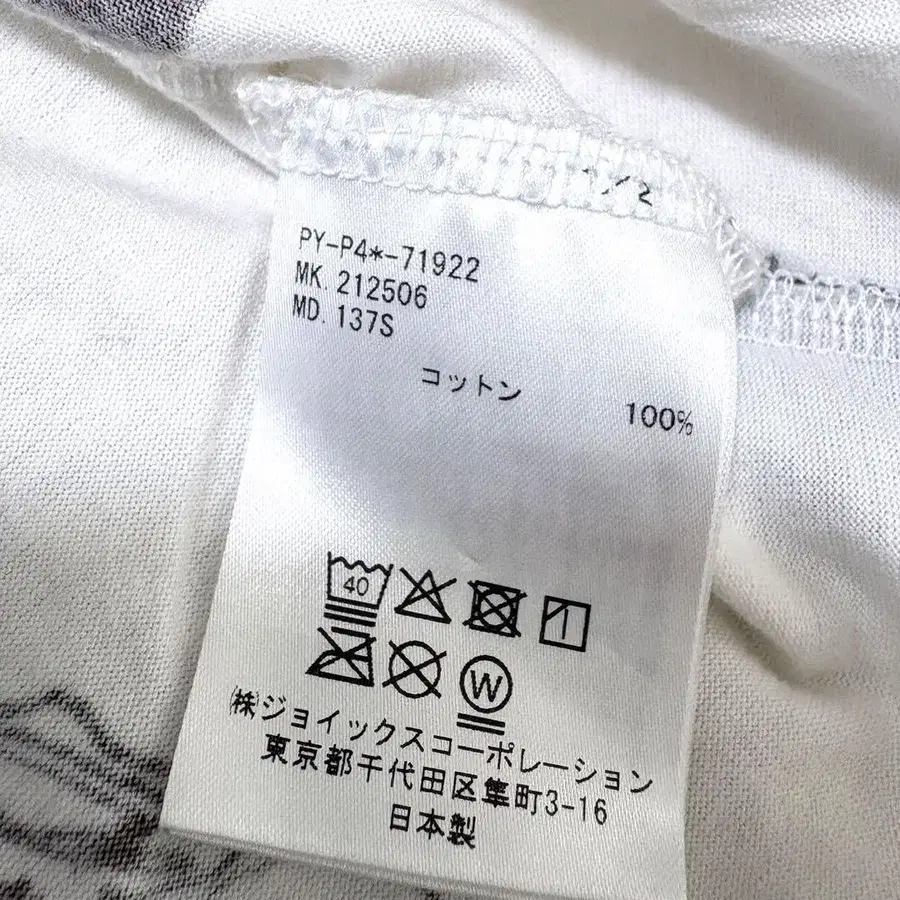 PY-P4*-71922
MK. 212506
MD. 137S
コットン 100%
40
W
㈱ジョイックスコーポレーション
東京都千代田区隼町3-16
日本製